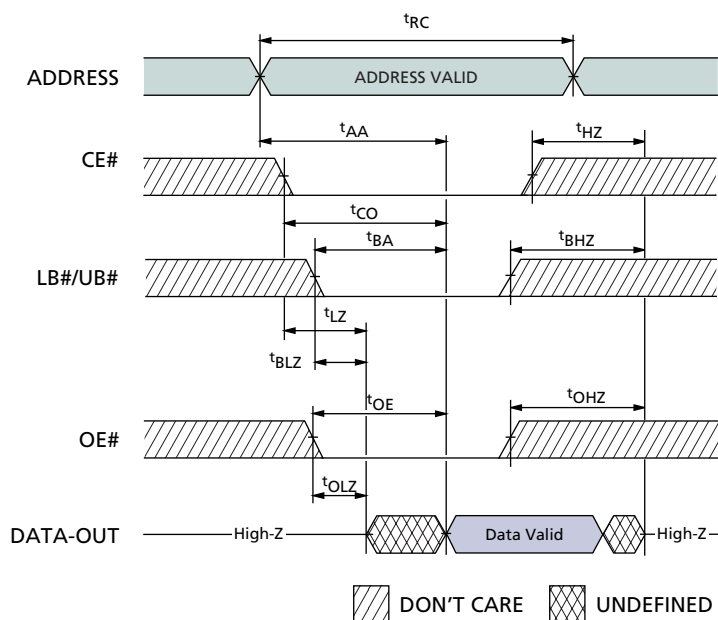 tRC
ADDRESS
ADDRESS VALID
tAA
tHZ
CE#
tCO
tBA
tBHZ
LB#/UB#
tLZ
tBLZ
tOE
tOHZ
OE#
tOLZ
DATA-OUT
High-Z
Data Valid
High-Z
DON'T CARE
UNDEFINED